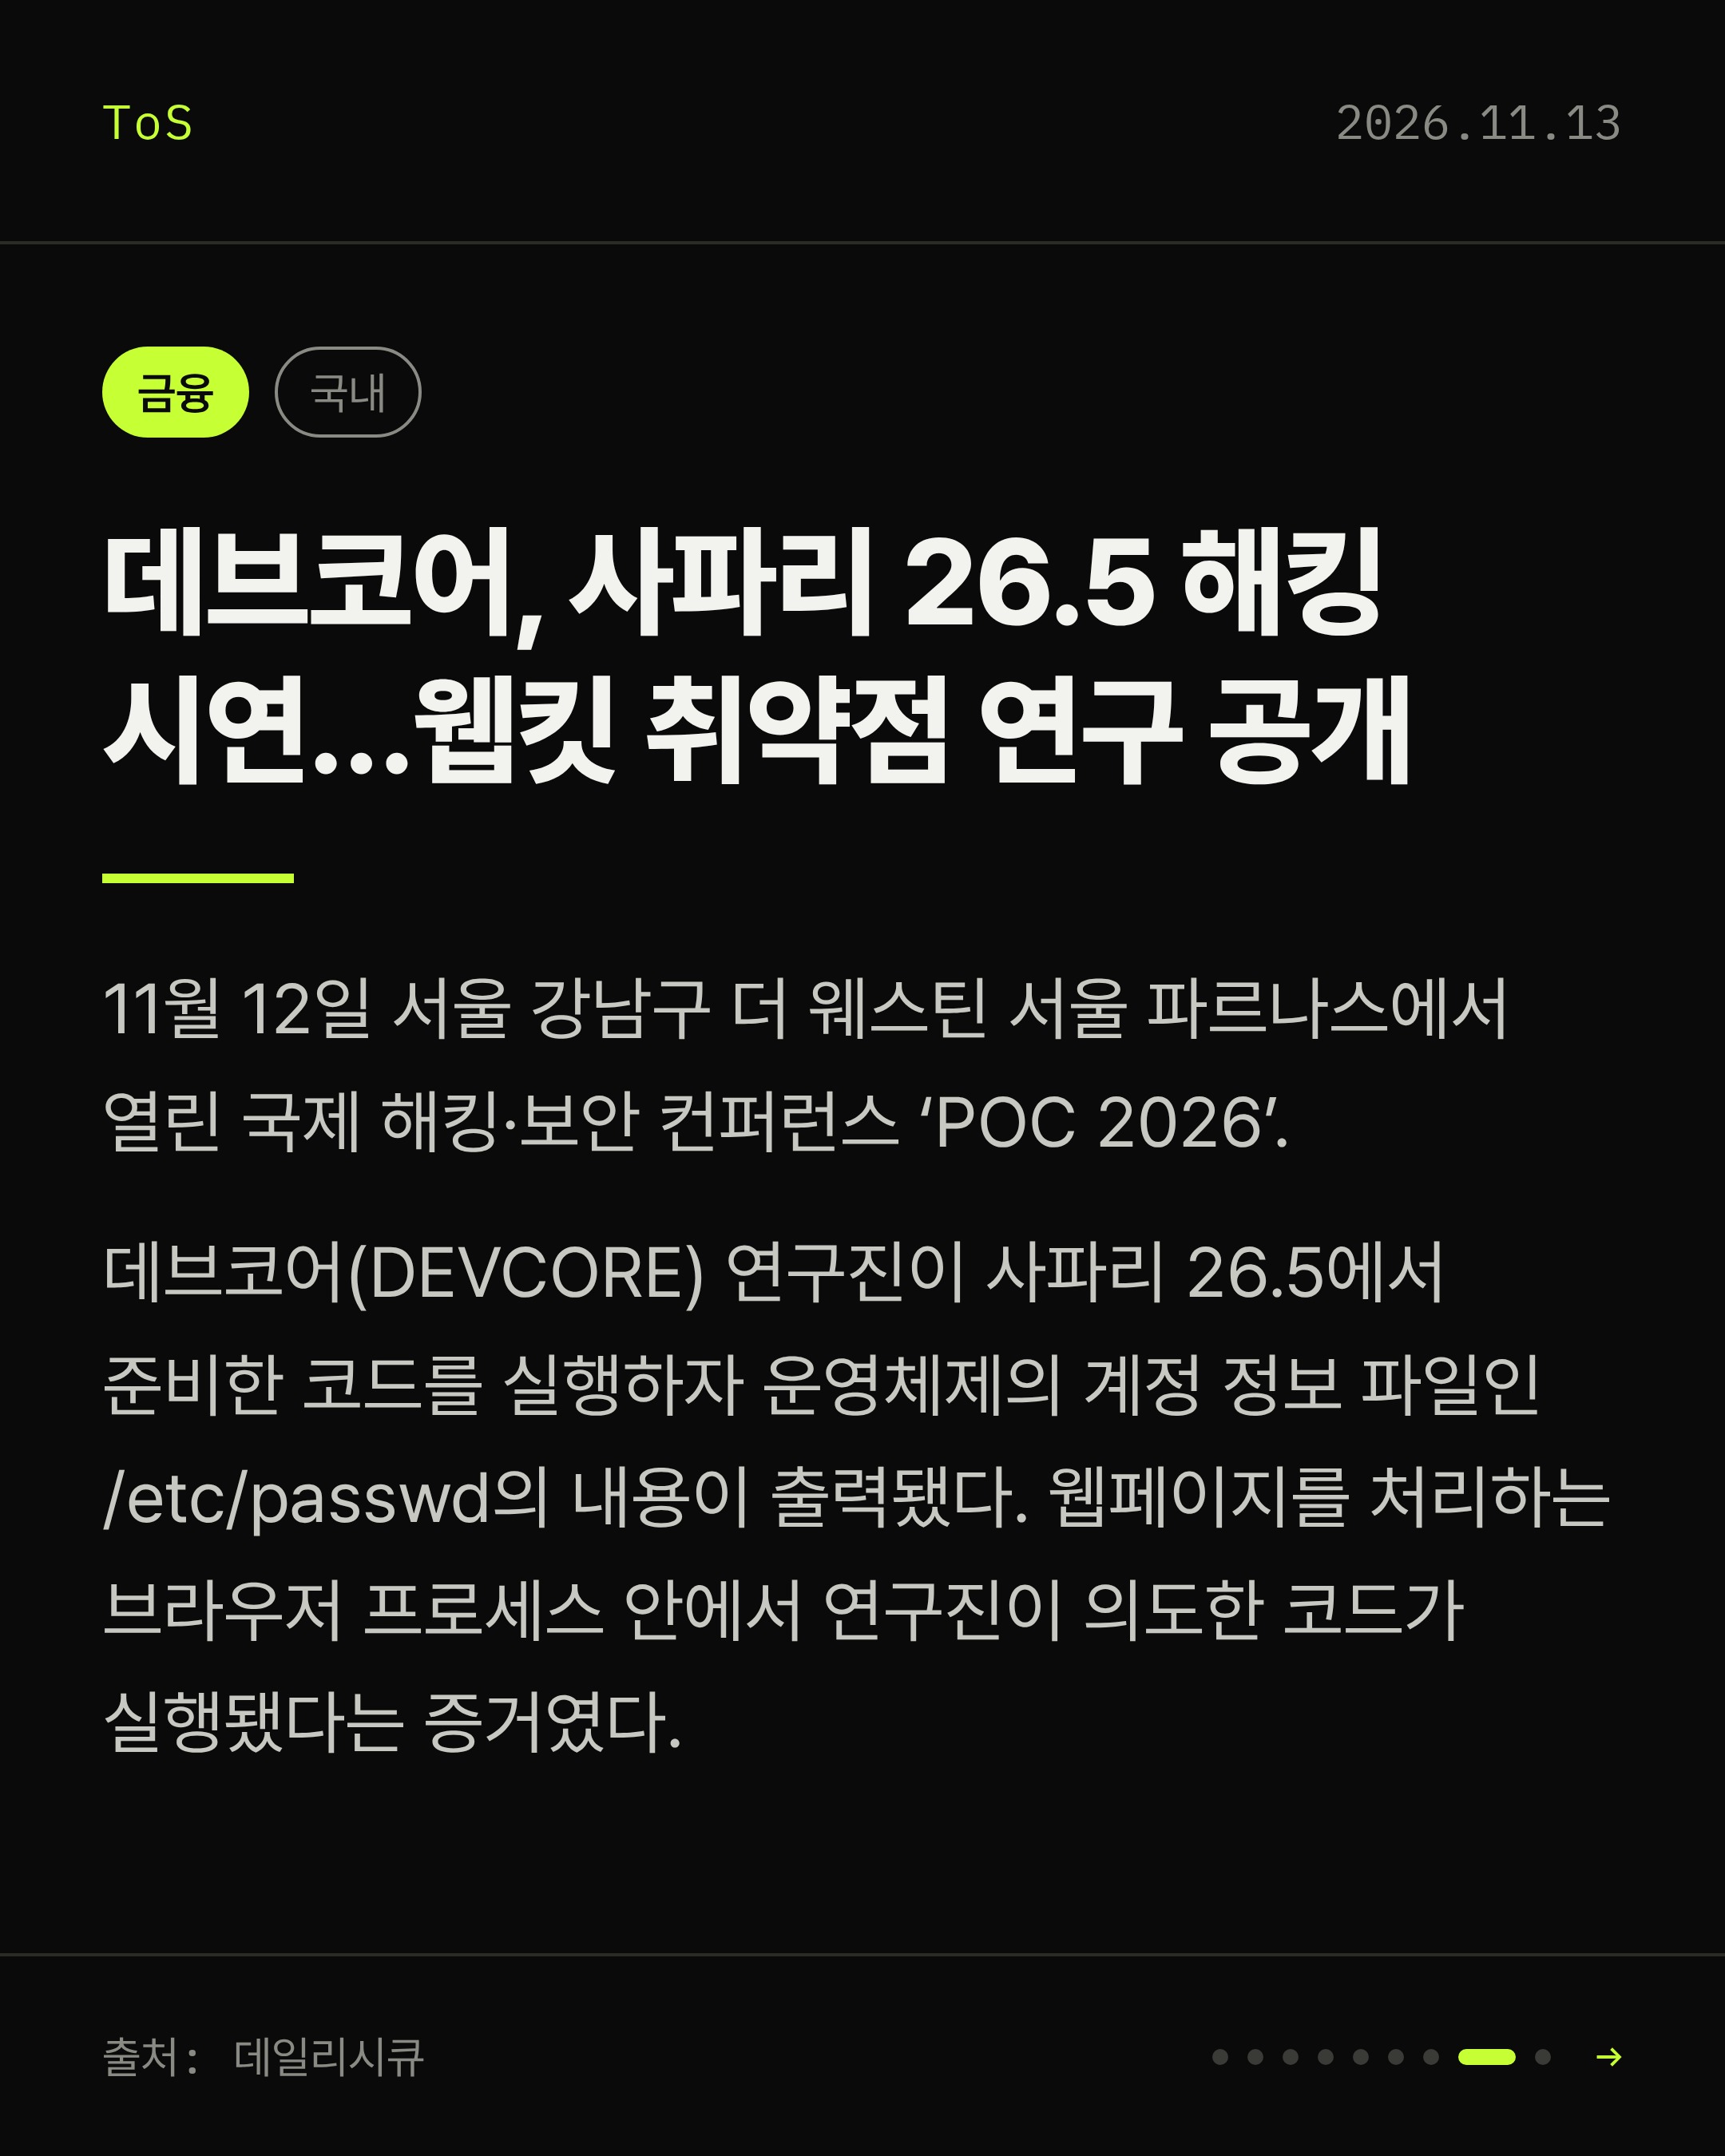 ToS
2026.11.13
금융
국내
데브코어, 사파리 26.5 해킹
시연…웹킷 취약점 연구 공개
11월 12일 서울 강남구 더 웨스틴 서울 파르나스에서
열린 국제 해킹·보안 컨퍼런스 ‘POC 2026’.
데브코어(DEVCORE) 연구진이 사파리 26.5에서
준비한 코드를 실행하자 운영체제의 계정 정보 파일인
/etc/passwd의 내용이 출력됐다. 웹페이지를 처리하는
브라우저 프로세스 안에서 연구진이 의도한 코드가
실행됐다는 증거였다.
출처: 데일리시큐
→